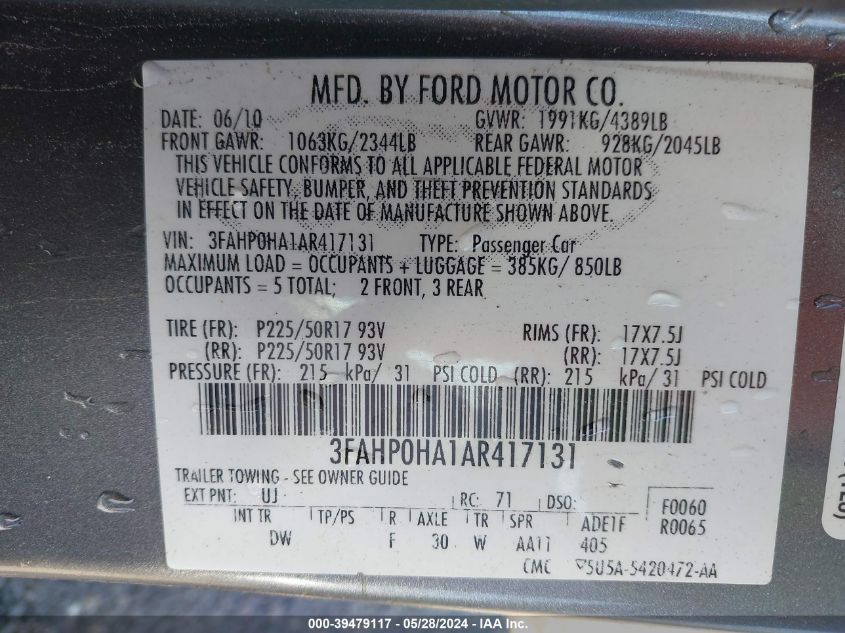 MFD. BY FORD MOTOR CO.
DATE: 06/10 GVWR: 1991KG/4389LB
FRONT GAWR: 1063KG/2344LB REAR GAWR: 928KG/2045LB
THIS VEHICLE CONFORMS TO ALL APPLICABLE FEDERAL MOTOR
VEHICLE SAFETY, BUMPER, AND THEFT PREVENTION STANDARDS
IN EFFECT ON THE DATE OF MANUFACTURE SHOWN ABOVE.
VIN: 3FAHP0HA1AR417131 TYPE: Passenger Car
MAXIMUM LOAD = OCCUPANTS + LUGGAGE = 385KG/ 850LB
OCCUPANTS = 5 TOTAL; 2 FRONT, 3 REAR
TIRE (FR): P225/50R17 93V RIMS (FR): 17X7.5J
(RR): P225/50R17 93V (RR): 17X7.5J
PRESSURE (FR): 215 kPa/ 31 PSI COLD (RR): 215 kPa/ 31 PSI COLD
3FAHP0HA1AR417131
TRAILER TOWING - SEE OWNER GUIDE
EXT PNT: UJ RC: 71 DSO: F0060
R0065
INT TR TP/PS R AXLE TR SPR ADE1F
DW F 30 W AA11 405
CMC 5U5A-5420472-AA
000-39479117 - 05/28/2024 - IAA Inc.